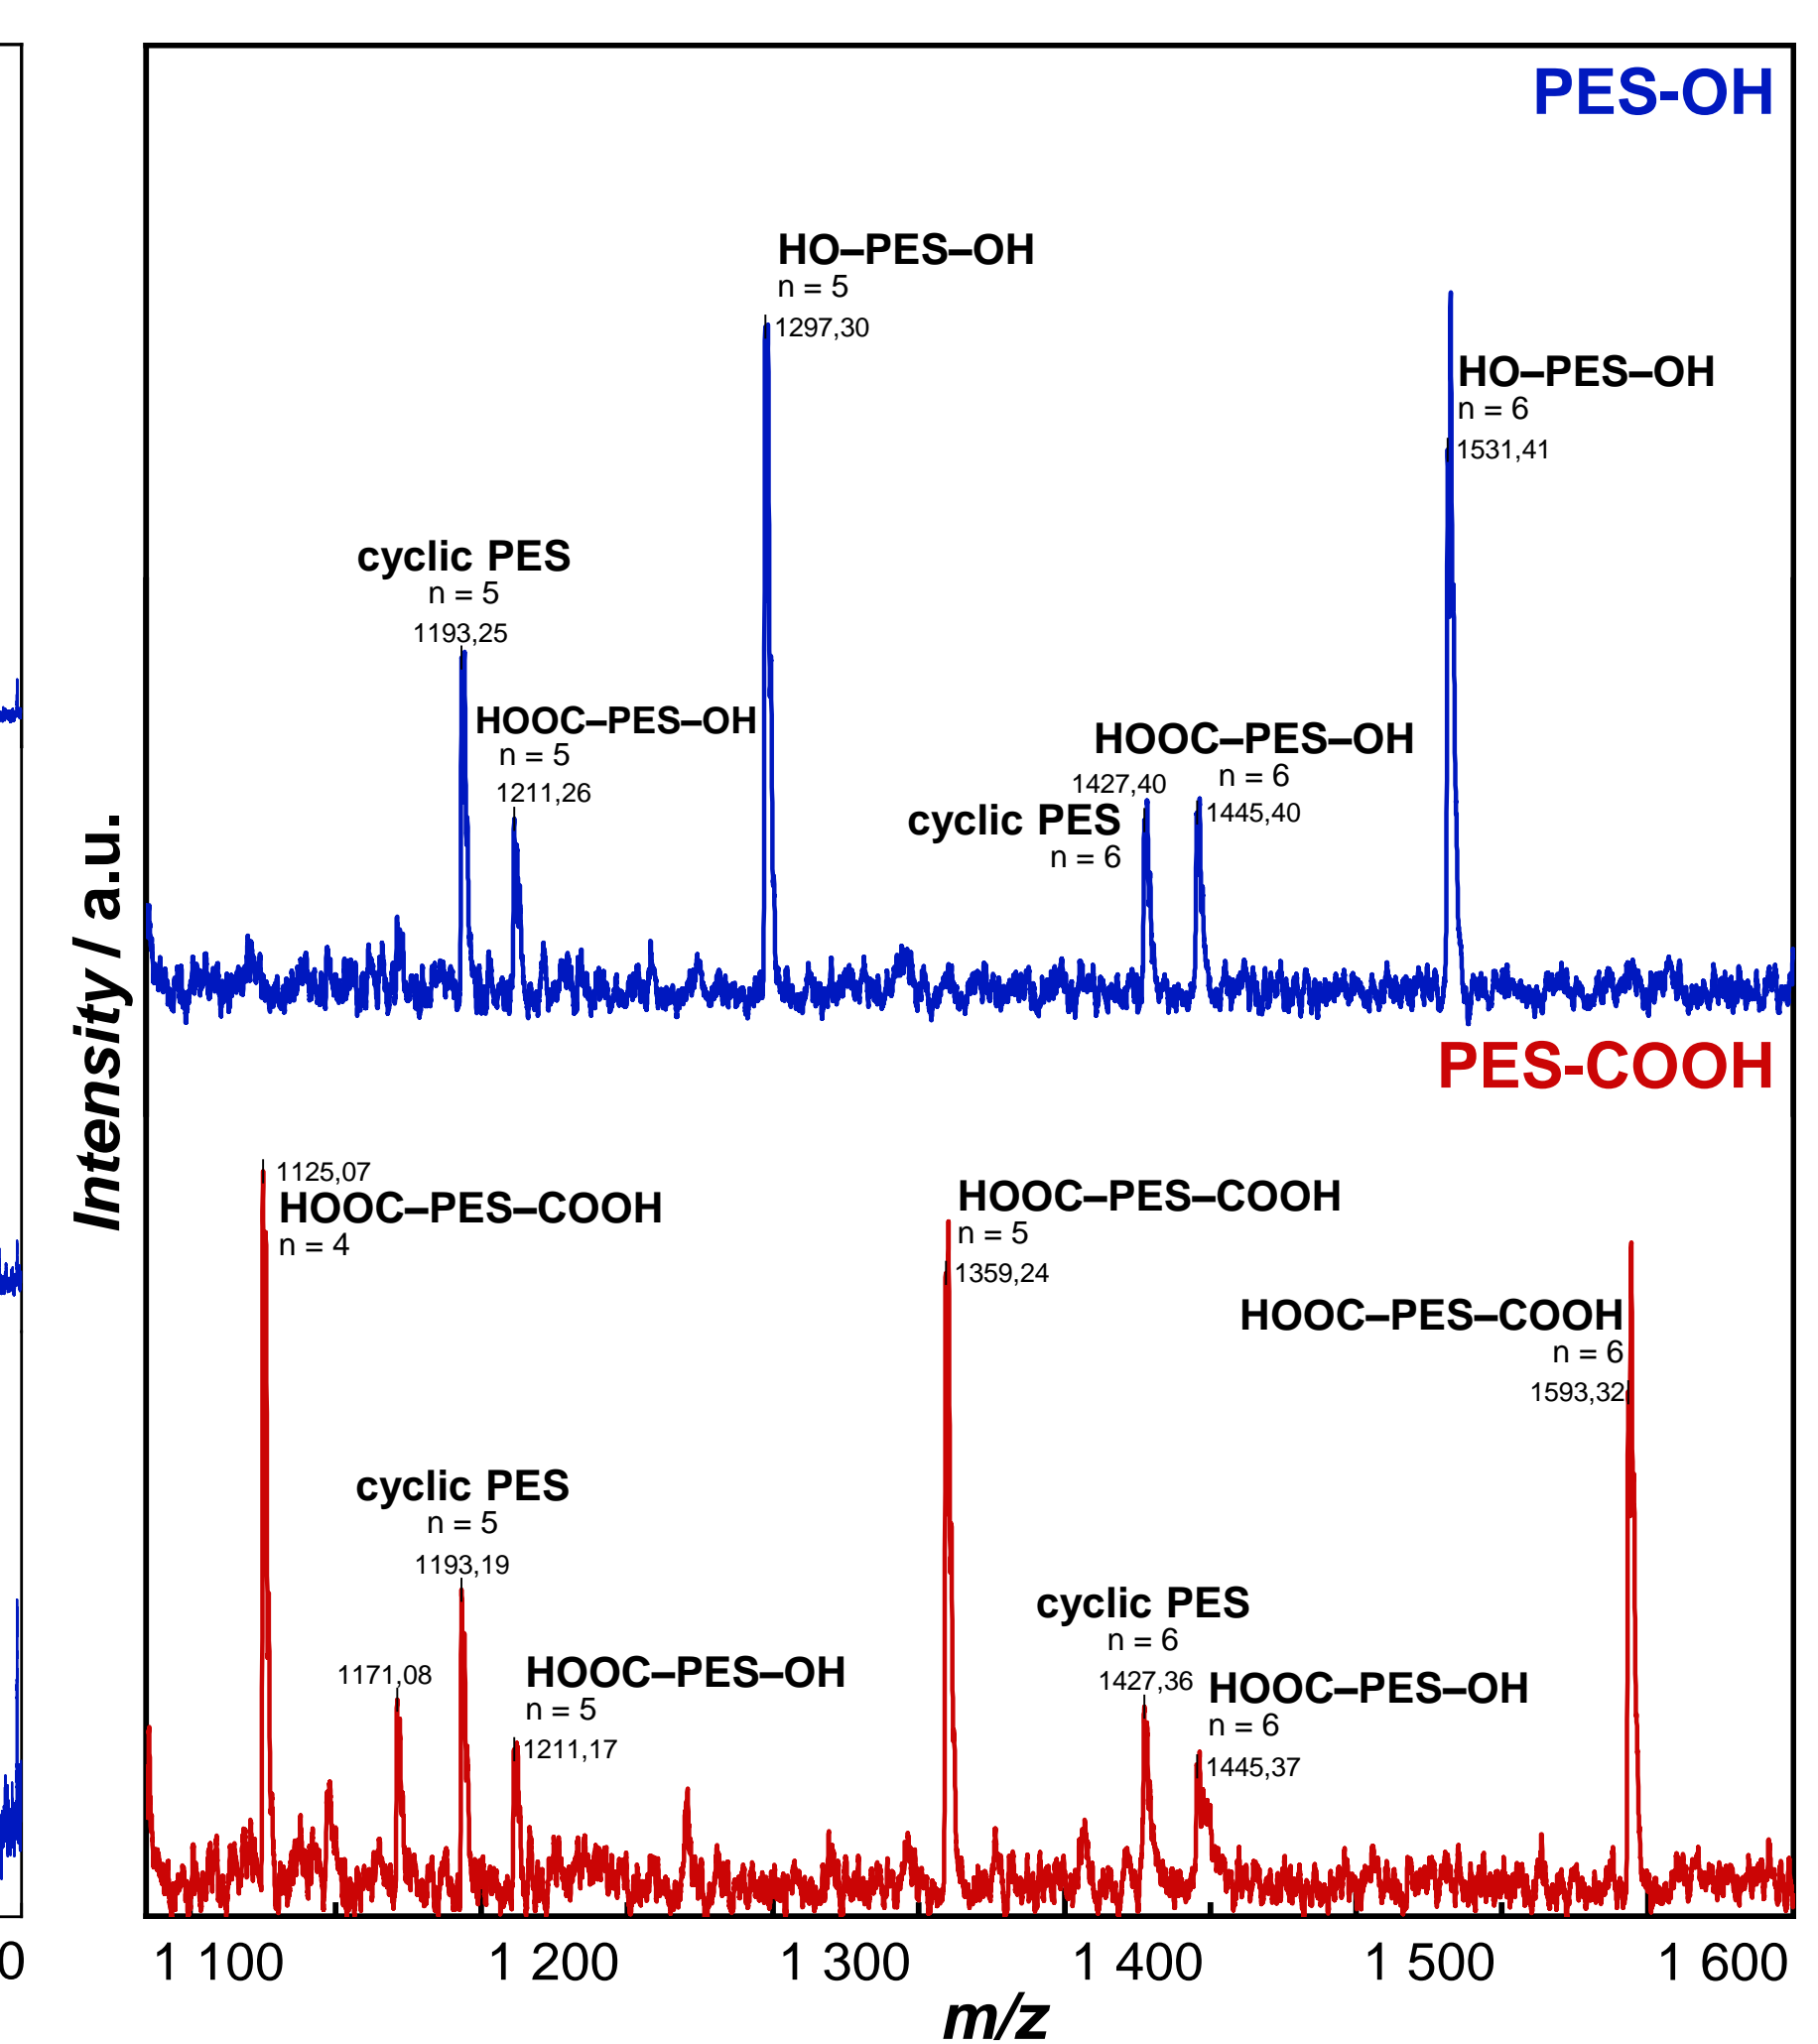 PES-OH
HO–PES–OH
n = 5
1297,30
HO–PES–OH
n = 6
1531,41
cyclic PES
n = 5
1193,25
HOOC–PES–OH
n = 5
1211,26
HOOC–PES–OH
n = 6
1445,40
1427,40
cyclic PES
n = 6
Intensity / a.u.
PES-COOH
1125,07
HOOC–PES–COOH
n = 4
HOOC–PES–COOH
n = 5
1359,24
HOOC–PES–COOH
n = 6
1593,32
cyclic PES
n = 5
1193,19
1171,08
HOOC–PES–OH
n = 5
1211,17
cyclic PES
n = 6
1427,36
HOOC–PES–OH
n = 6
1445,37
0 1 100 1 200 1 300 1 400 1 500 1 600
m/z